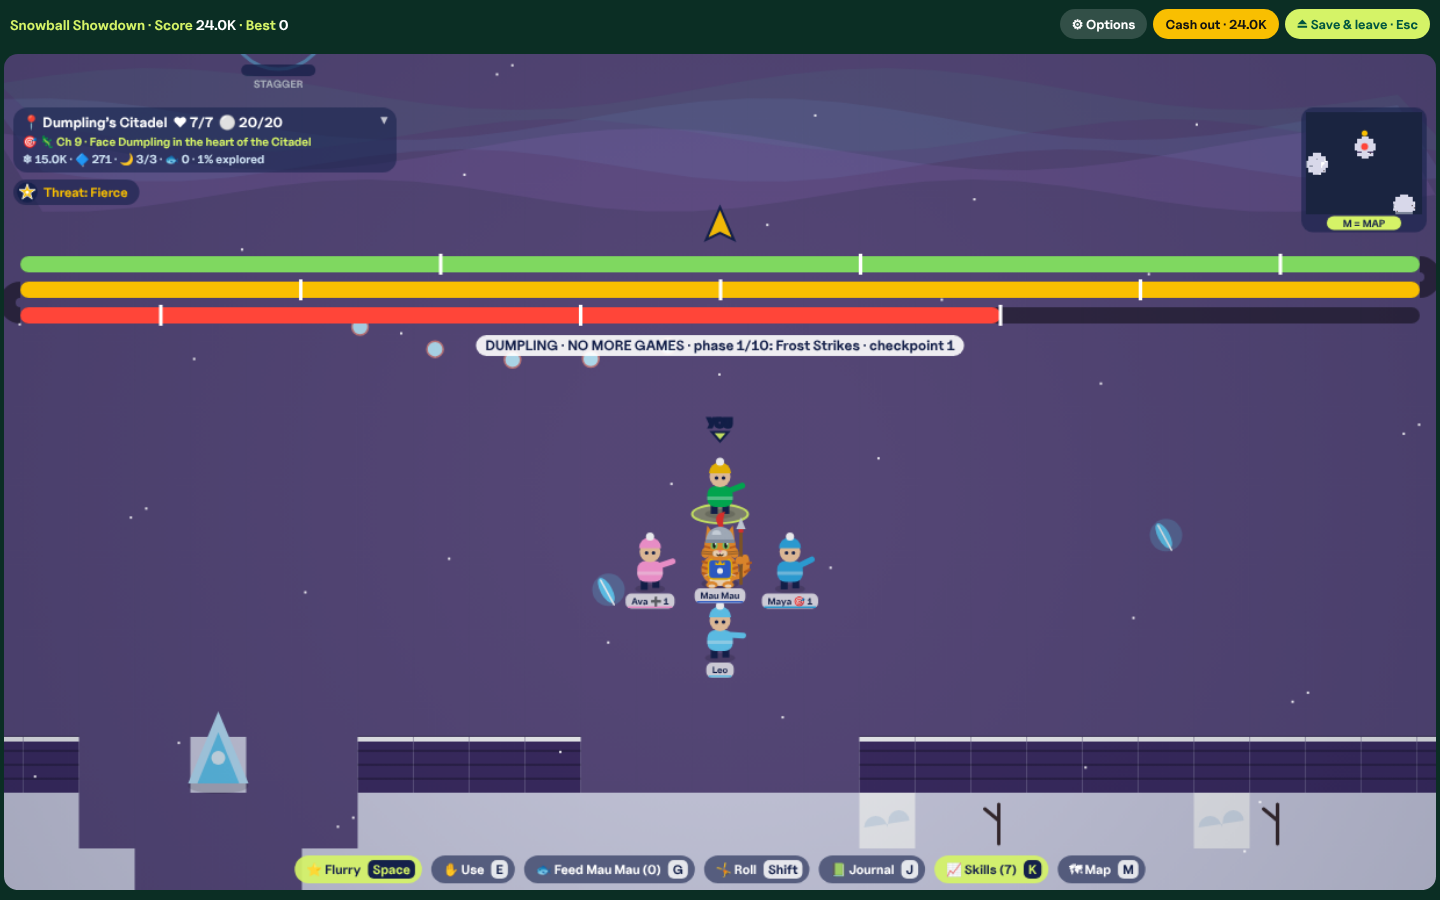 Snowball Showdown · Score 24.0K · Best 0
Options
Cash out · 24.0K
Save & leave · Esc
STAGGER
Dumpling's Citadel 7/7 20/20
Ch 9 · Face Dumpling in the heart of the Citadel
15.0K · 271 · 3/3 · 0 · 1% explored
Threat: Fierce
M = MAP
DUMPLING · NO MORE GAMES · phase 1/10: Frost Strikes · checkpoint 1
YOU
Ava 1
Mau Mau
Maya 1
Leo
Flurry Space
Use E
Feed Mau Mau (0) G
Roll Shift
Journal J
Skills (7) K
Map M